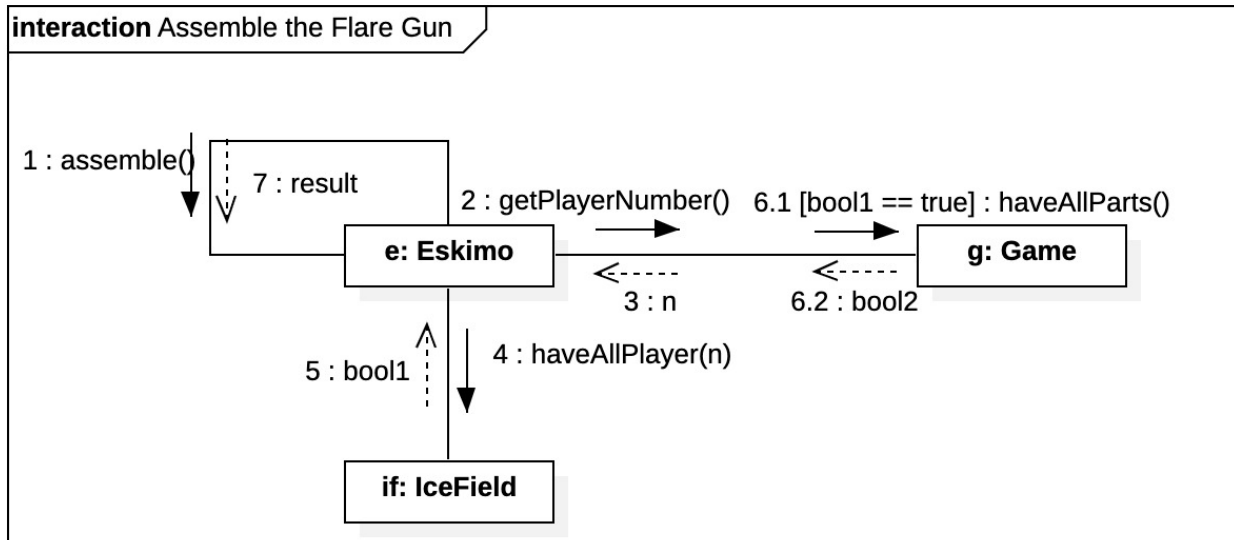 interaction Assemble the Flare Gun
1 : assemble()
7 : result
2 : getPlayerNumber()
6.1 [bool1 == true] : haveAllParts()
e: Eskimo
g: Game
3 : n
6.2 : bool2
4 : haveAllPlayer(n)
5 : bool1
if: IceField